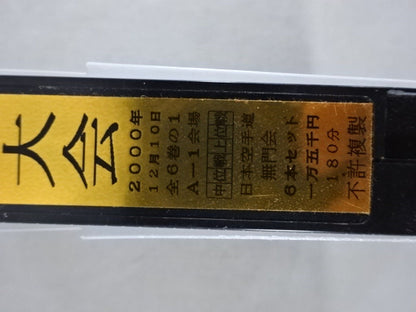 大会
2000年
12月10日
全6巻の1
A-1会場
中位戦上位戦
日本空手道
無門会
6本セット
一万五千円
180分
不許複製